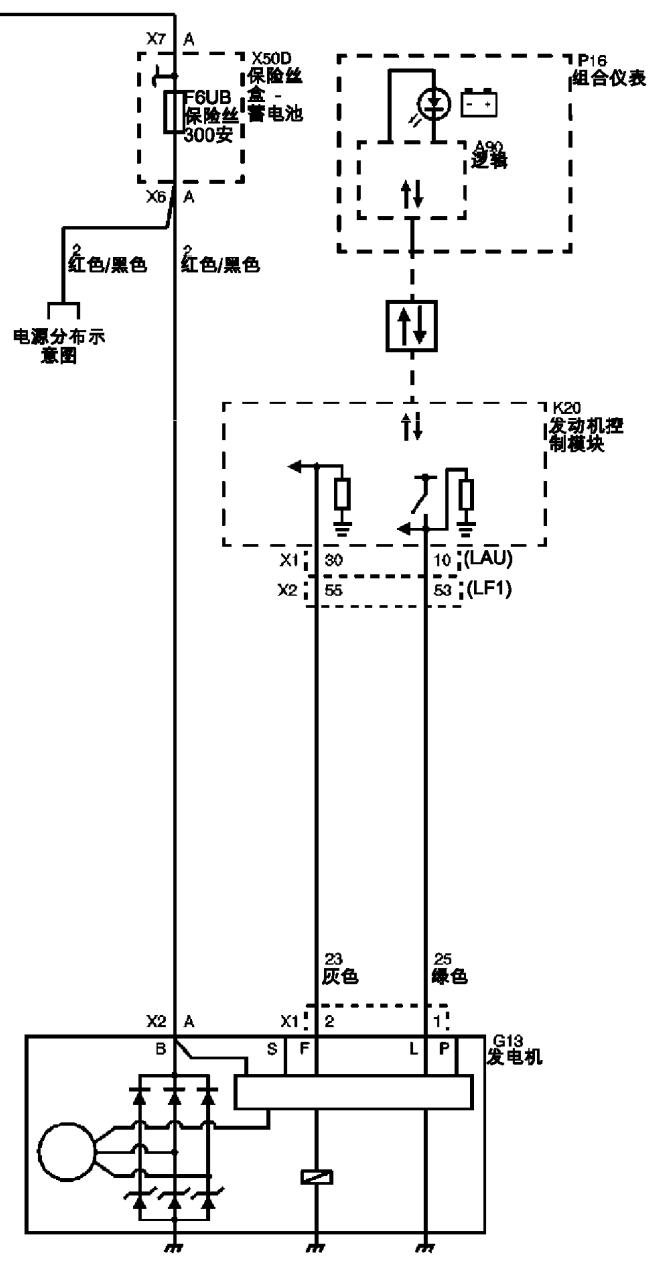 X7 A
X50D
保险丝
盒 -
蓄电池
F6UB
保险丝
300安
X6 A
P16
组合仪表
A90
逻辑
- +
2
红色/黑色
2
红色/黑色
电源分布示
意图
K20
发动机控
制模块
X1 30 10 (LAU)
X2 55 53 (LF1)
23
灰色
25
绿色
X2 A X1 2 1
G13
发电机
B S F L P